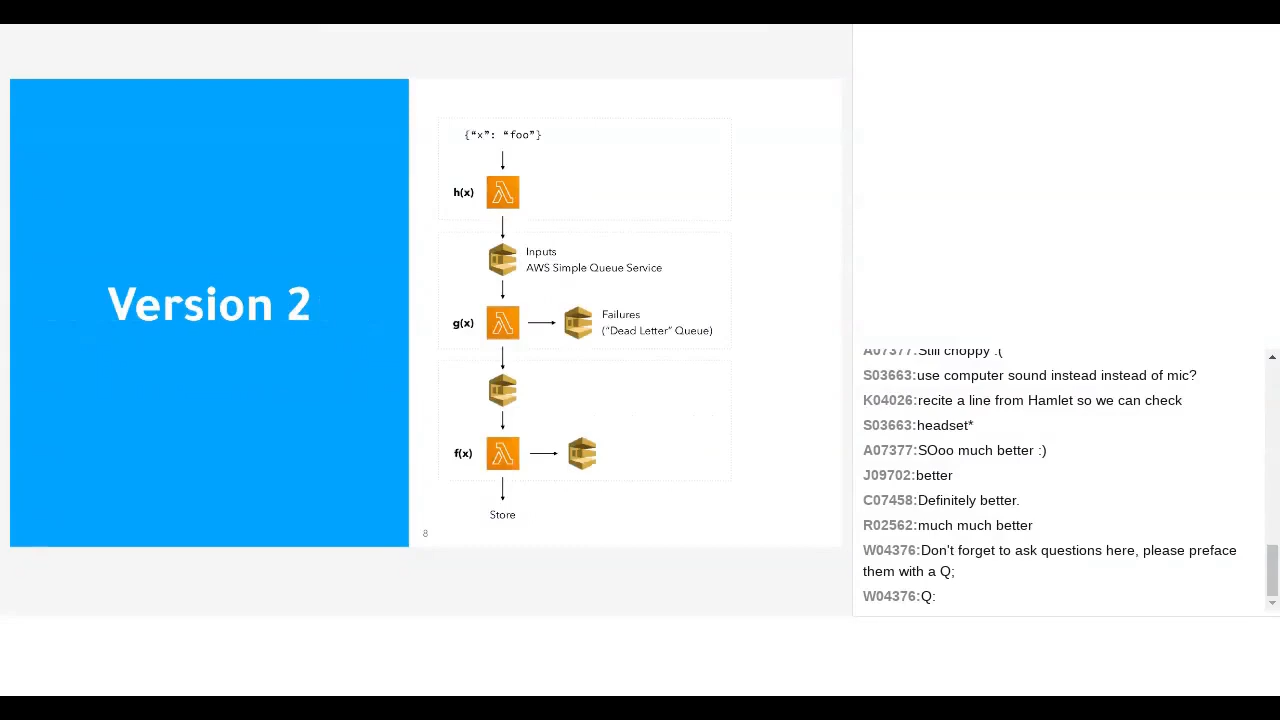 Version 2
{“x”: “foo”}
h(x)
Inputs
AWS Simple Queue Service
g(x)
Failures
(“Dead Letter” Queue)
f(x)
Store
8
A07377:Still choppy :(
S03663:use computer sound instead instead of mic?
K04026:recite a line from Hamlet so we can check
S03663:headset*
A07377:SOoo much better :)
J09702:better
C07458:Definitely better.
R02562:much much better
W04376:Don't forget to ask questions here, please preface
them with a Q;
W04376:Q: